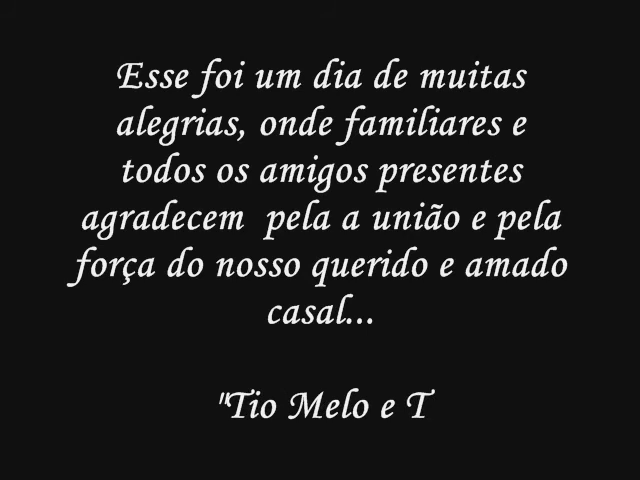 Esse foi um dia de muitas
alegrias, onde familiares e
todos os amigos presentes
agradecem  pela a união e pela
força do nosso querido e amado
casal...
"Tio Melo e T